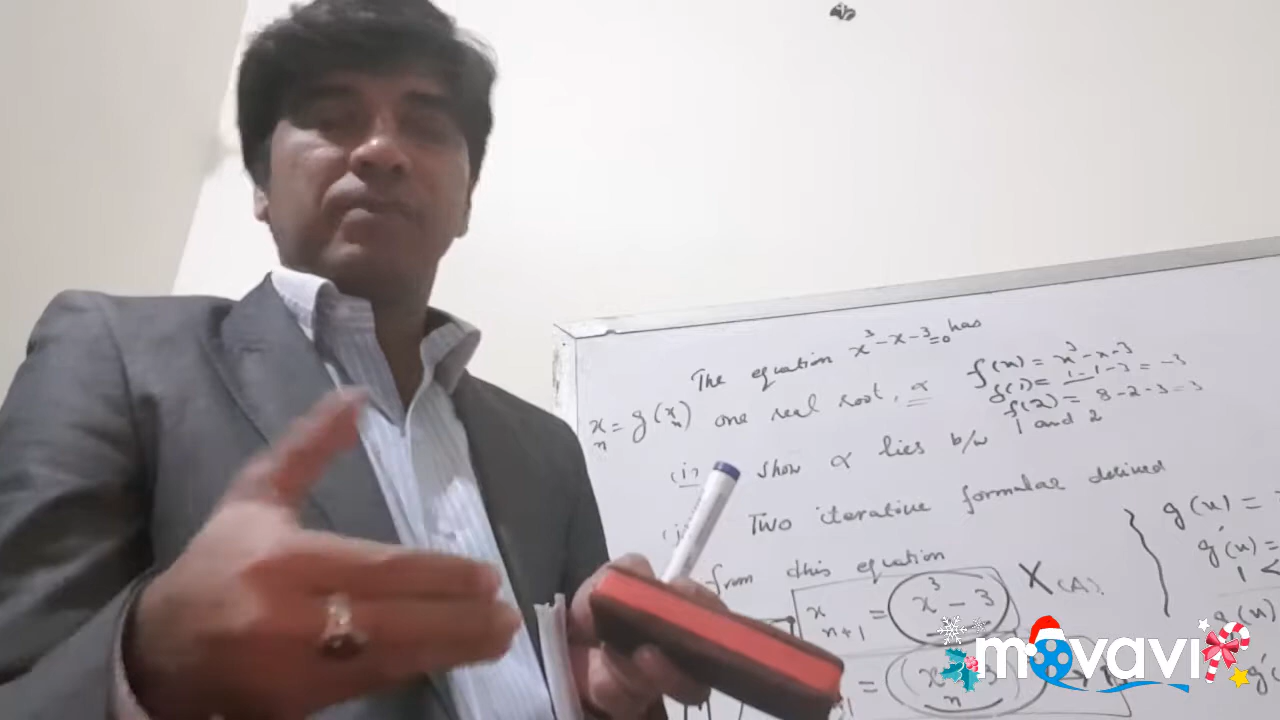 The equation x³-x-3=0 has
xₙ = g(xₙ) one real root, α
f(x) = x³-x-3
f(1) = 1-1-3 = -3
f(2) = 8-2-3=3
(i) show α lies b/w 1 and 2
Two iterative formulae defined
from this equation
xₙ₊₁ = x³-3 X (A)
g(x) =
g'(x) =
1 <
g(x)
= (x 3)
n
g'(
movavi